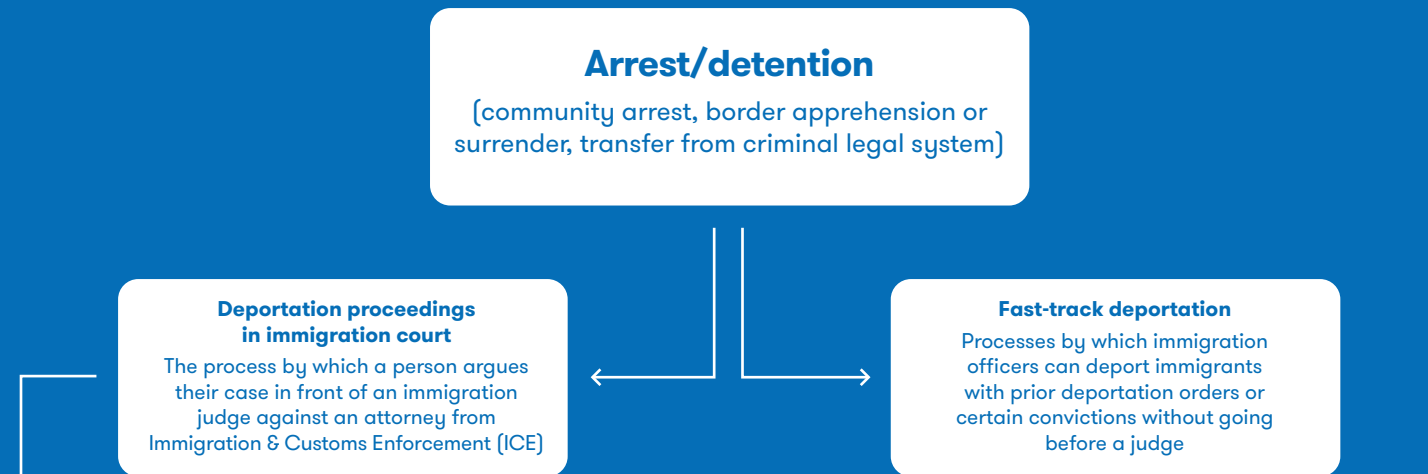 Arrest/detention
(community arrest, border apprehension or
surrender, transfer from criminal legal system)
Deportation proceedings
in immigration court
The process by which a person argues
their case in front of an immigration
judge against an attorney from
Immigration & Customs Enforcement (ICE)
Fast-track deportation
Processes by which immigration
officers can deport immigrants
with prior deportation orders or
certain convictions without going
before a judge